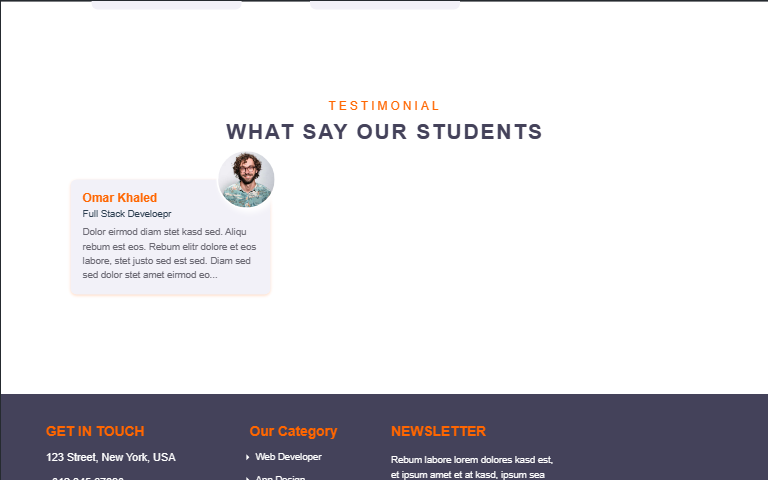 TESTIMONIAL
WHAT SAY OUR STUDENTS
Omar Khaled
Full Stack Develoepr
Dolor eirmod diam stet kasd sed. Aliqu
rebum est eos. Rebum elitr dolore et eos
labore, stet justo sed est sed. Diam sed
sed dolor stet amet eirmod eo...
GET IN TOUCH
123 Street, New York, USA
Our Category
Web Developer
App Design
NEWSLETTER
Rebum labore lorem dolores kasd est,
et ipsum amet et at kasd, ipsum sea